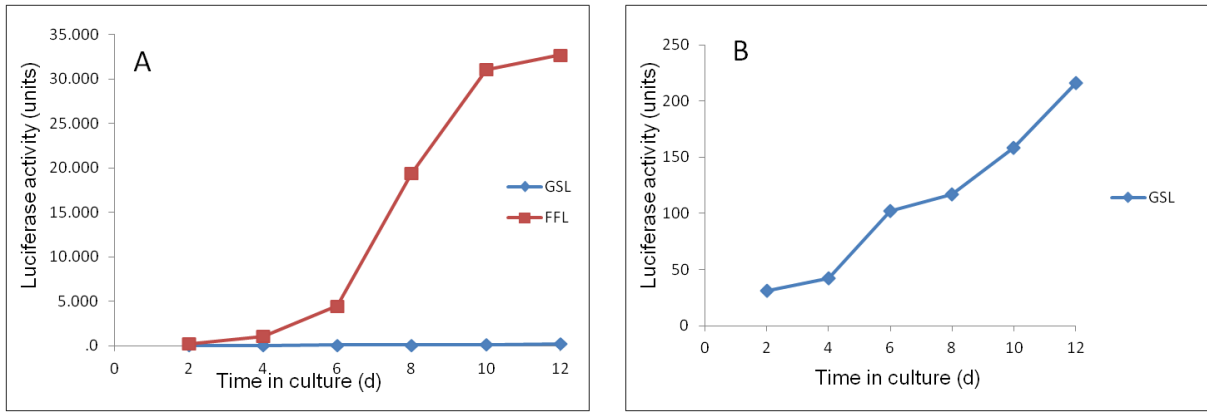 A
35.000
30.000
25.000
20.000
15.000
10.000
5.000
.0
Luciferase activity (units)
0 2 4 6 8 10 12
Time in culture (d)
GSL
FFL
B
250
200
150
100
50
0
Luciferase activity (units)
0 2 4 6 8 10 12
Time in culture (d)
GSL